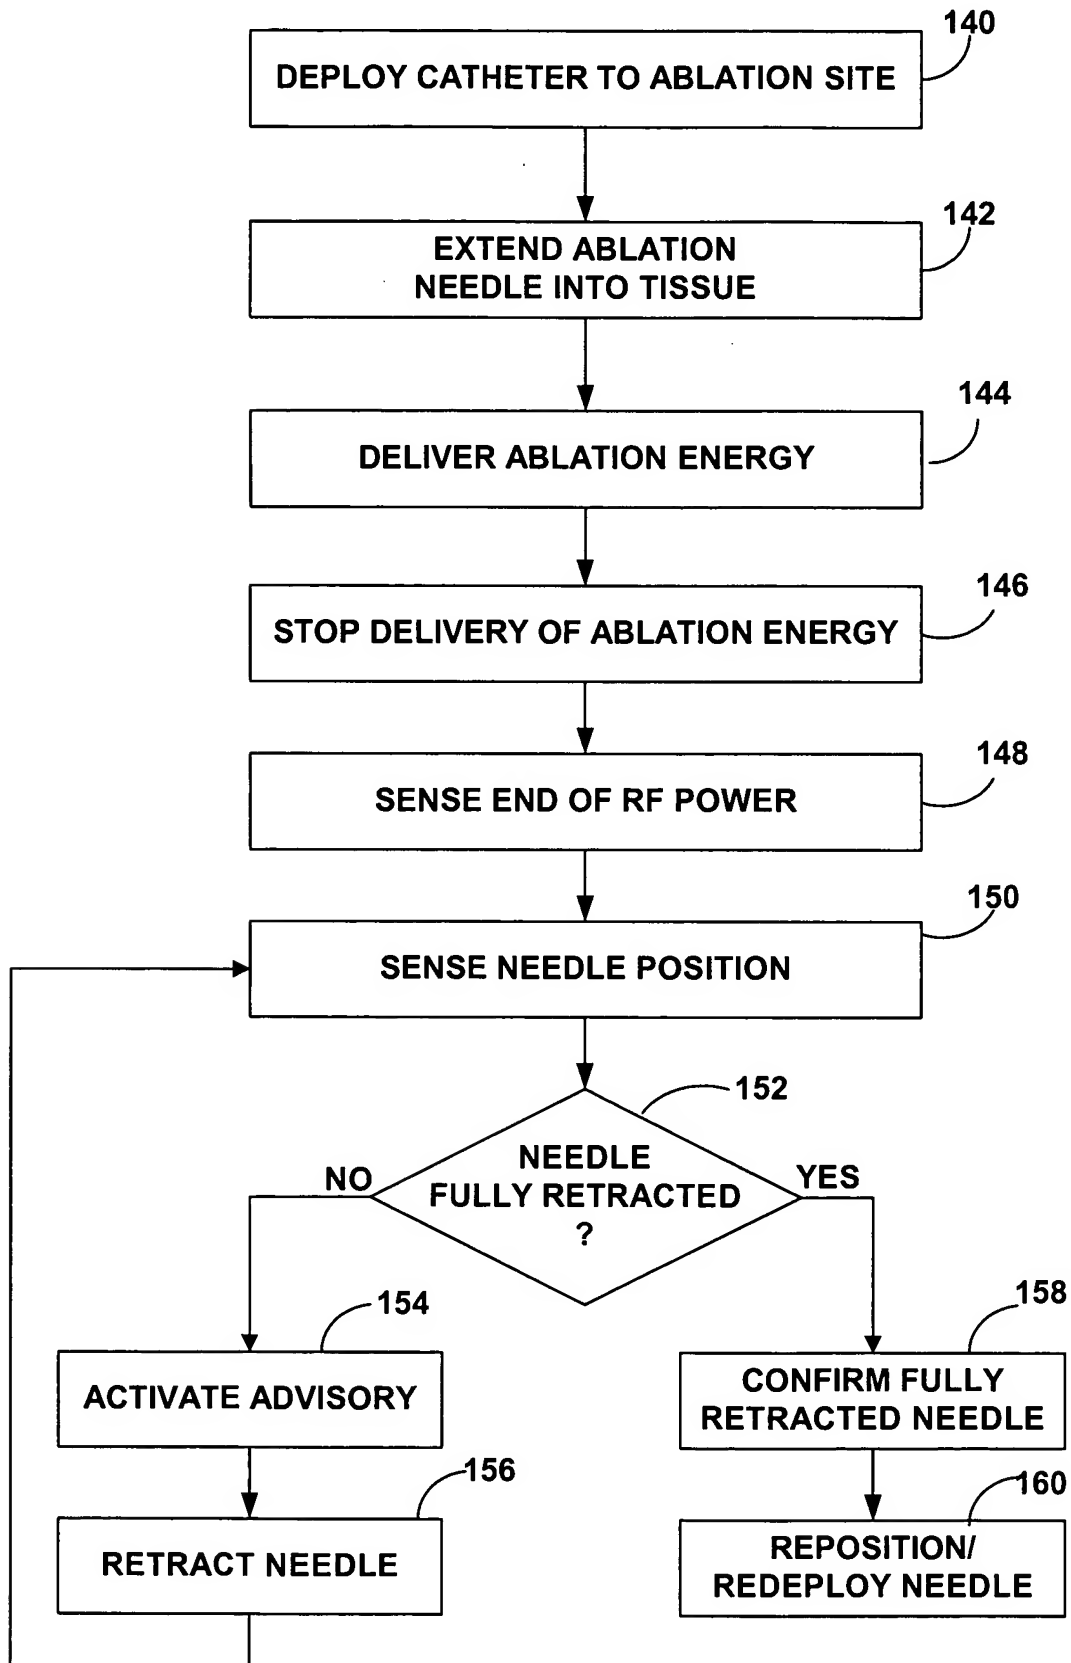 140
DEPLOY CATHETER TO ABLATION SITE
142
EXTEND ABLATION
NEEDLE INTO TISSUE
144
DELIVER ABLATION ENERGY
146
STOP DELIVERY OF ABLATION ENERGY
148
SENSE END OF RF POWER
150
SENSE NEEDLE POSITION
152
NEEDLE
FULLY RETRACTED
?
NO
YES
154
ACTIVATE ADVISORY
156
RETRACT NEEDLE
158
CONFIRM FULLY
RETRACTED NEEDLE
160
REPOSITION/
REDEPLOY NEEDLE